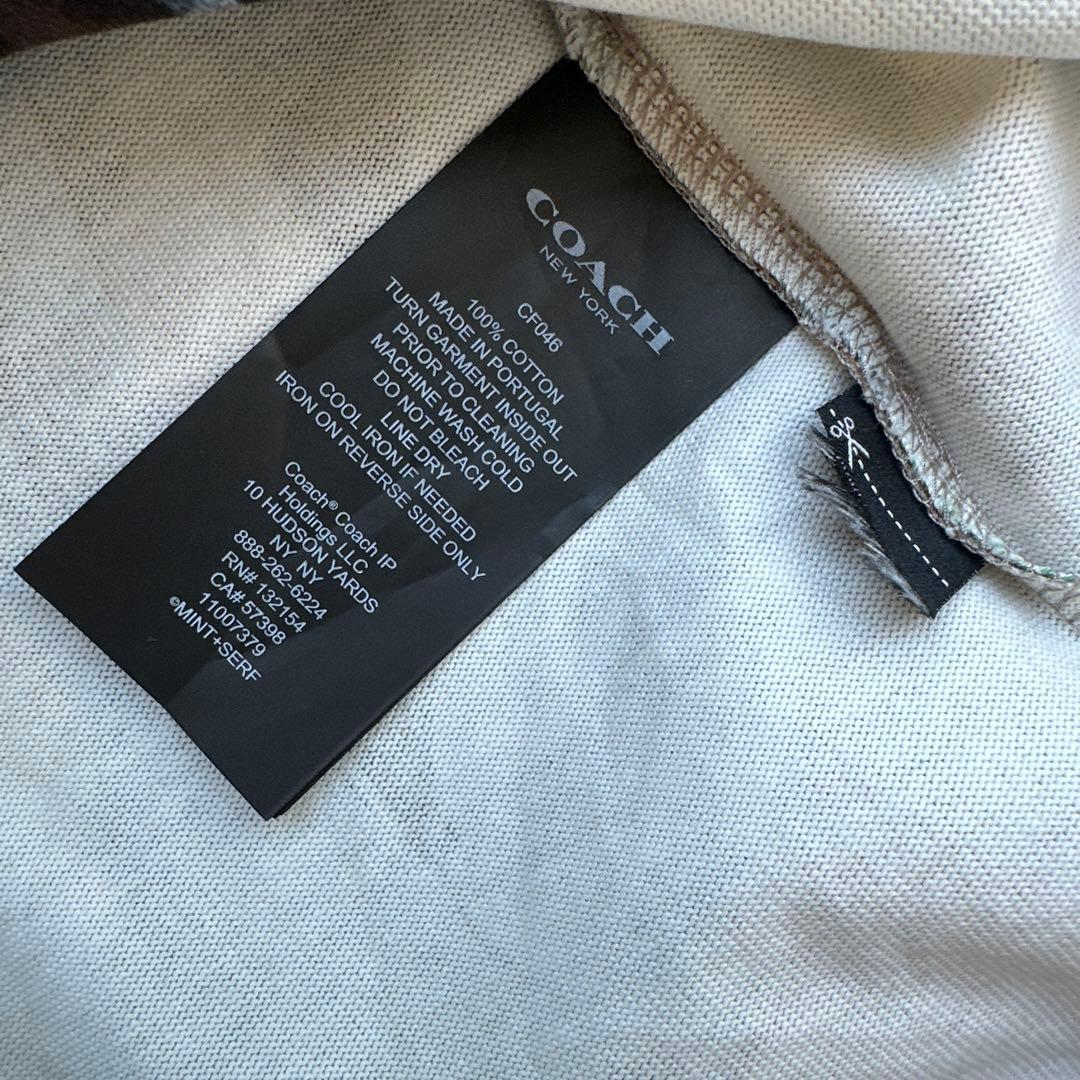 COACH
NEW YORK
CF046
100% COTTON
MADE IN PORTUGAL
TURN GARMENT INSIDE OUT
PRIOR TO CLEANING
MACHINE WASH COLD
DO NOT BLEACH
LINE DRY
COOL IRON IF NEEDED
IRON ON REVERSE SIDE ONLY
Coach® Coach IP
Holdings LLC
10 HUDSON YARDS
NY NY
888-262-6224
RN# 132154
CA# 57398
11007379
©MINT+SERF